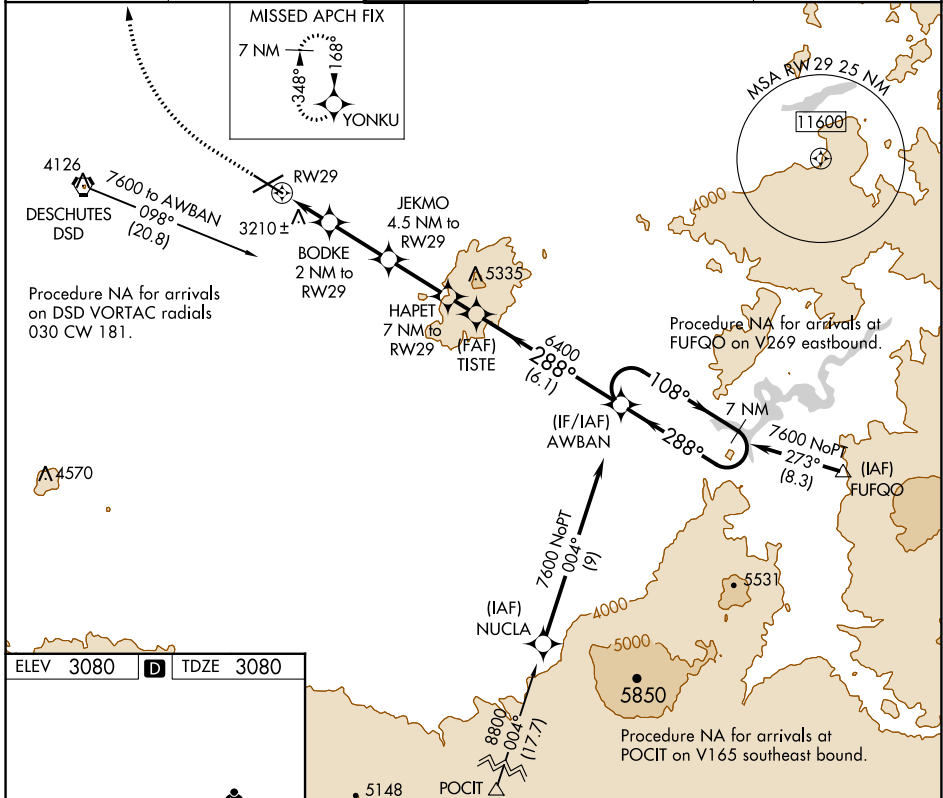 MISSED APCH FIX
7 NM
348°
168°
YONKU
MSA RW 29 25 NM
11600
4126
DESCHUTES
DSD
7600 to AWBAN
098°
(20.8)
RW29
3210 ±
BODKE
2 NM to
RW29
JEKMO
4.5 NM to
RW29
5335
HAPET
7 NM to
RW29
(FAF)
TISTE
4000
Procedure NA for arrivals
on DSD VORTAC radials
030 CW 181.
Procedure NA for arrivals at
FUFQO on V269 eastbound.
6400
288°
(6.1)
(IF/IAF)
AWBAN
108°
288°
7 NM
7600 NoPT
273°
(8.3)
(IAF)
FUFQO
4570
7600 NoPT
004°
(9)
(IAF)
NUCLA
4000
5531
5000
5850
ELEV 3080 D TDZE 3080
8800
004°
(17.7)
Procedure NA for arrivals at
POCIT on V165 southeast bound.
5148
POCIT